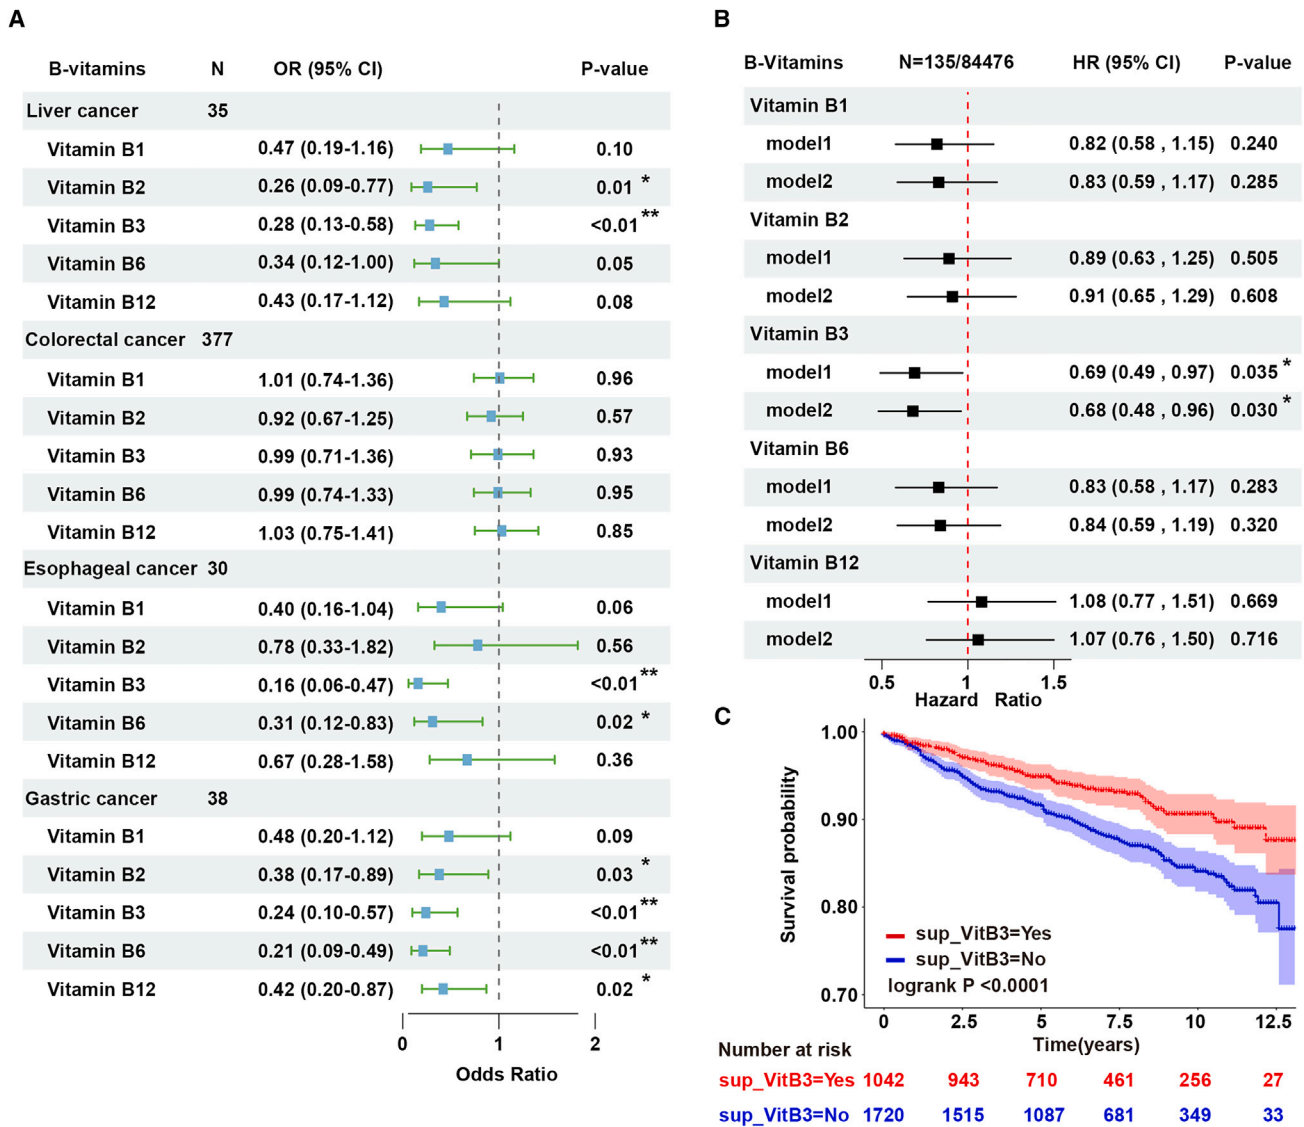 A
B-vitamins N OR (95% CI) P-value
Liver cancer 35
Vitamin B1 0.47 (0.19-1.16) 0.10
Vitamin B2 0.26 (0.09-0.77) 0.01 *
Vitamin B3 0.28 (0.13-0.58) <0.01 **
Vitamin B6 0.34 (0.12-1.00) 0.05
Vitamin B12 0.43 (0.17-1.12) 0.08
Colorectal cancer 377
Vitamin B1 1.01 (0.74-1.36) 0.96
Vitamin B2 0.92 (0.67-1.25) 0.57
Vitamin B3 0.99 (0.71-1.36) 0.93
Vitamin B6 0.99 (0.74-1.33) 0.95
Vitamin B12 1.03 (0.75-1.41) 0.85
Esophageal cancer 30
Vitamin B1 0.40 (0.16-1.04) 0.06
Vitamin B2 0.78 (0.33-1.82) 0.56
Vitamin B3 0.16 (0.06-0.47) <0.01 **
Vitamin B6 0.31 (0.12-0.83) 0.02 *
Vitamin B12 0.67 (0.28-1.58) 0.36
Gastric cancer 38
Vitamin B1 0.48 (0.20-1.12) 0.09
Vitamin B2 0.38 (0.17-0.89) 0.03 *
Vitamin B3 0.24 (0.10-0.57) <0.01 **
Vitamin B6 0.21 (0.09-0.49) <0.01 **
Vitamin B12 0.42 (0.20-0.87) 0.02 *
0 1 2
Odds Ratio
B
B-Vitamins N=135/84476 HR (95% CI) P-value
Vitamin B1
model1 0.82 (0.58 , 1.15) 0.240
model2 0.83 (0.59 , 1.17) 0.285
Vitamin B2
model1 0.89 (0.63 , 1.25) 0.505
model2 0.91 (0.65 , 1.29) 0.608
Vitamin B3
model1 0.69 (0.49 , 0.97) 0.035 *
model2 0.68 (0.48 , 0.96) 0.030 *
Vitamin B6
model1 0.83 (0.58 , 1.17) 0.283
model2 0.84 (0.59 , 1.19) 0.320
Vitamin B12
model1 1.08 (0.77 , 1.51) 0.669
model2 1.07 (0.76 , 1.50) 0.716
0.5 1 1.5
Hazard Ratio
C
Survival probability
1.00
0.90
0.80
0.70
sup_VitB3=Yes
sup_VitB3=No
logrank P <0.0001
0 2.5 5 7.5 10 12.5
Time(years)
Number at risk
sup_VitB3=Yes 1042 943 710 461 256 27
sup_VitB3=No 1720 1515 1087 681 349 33